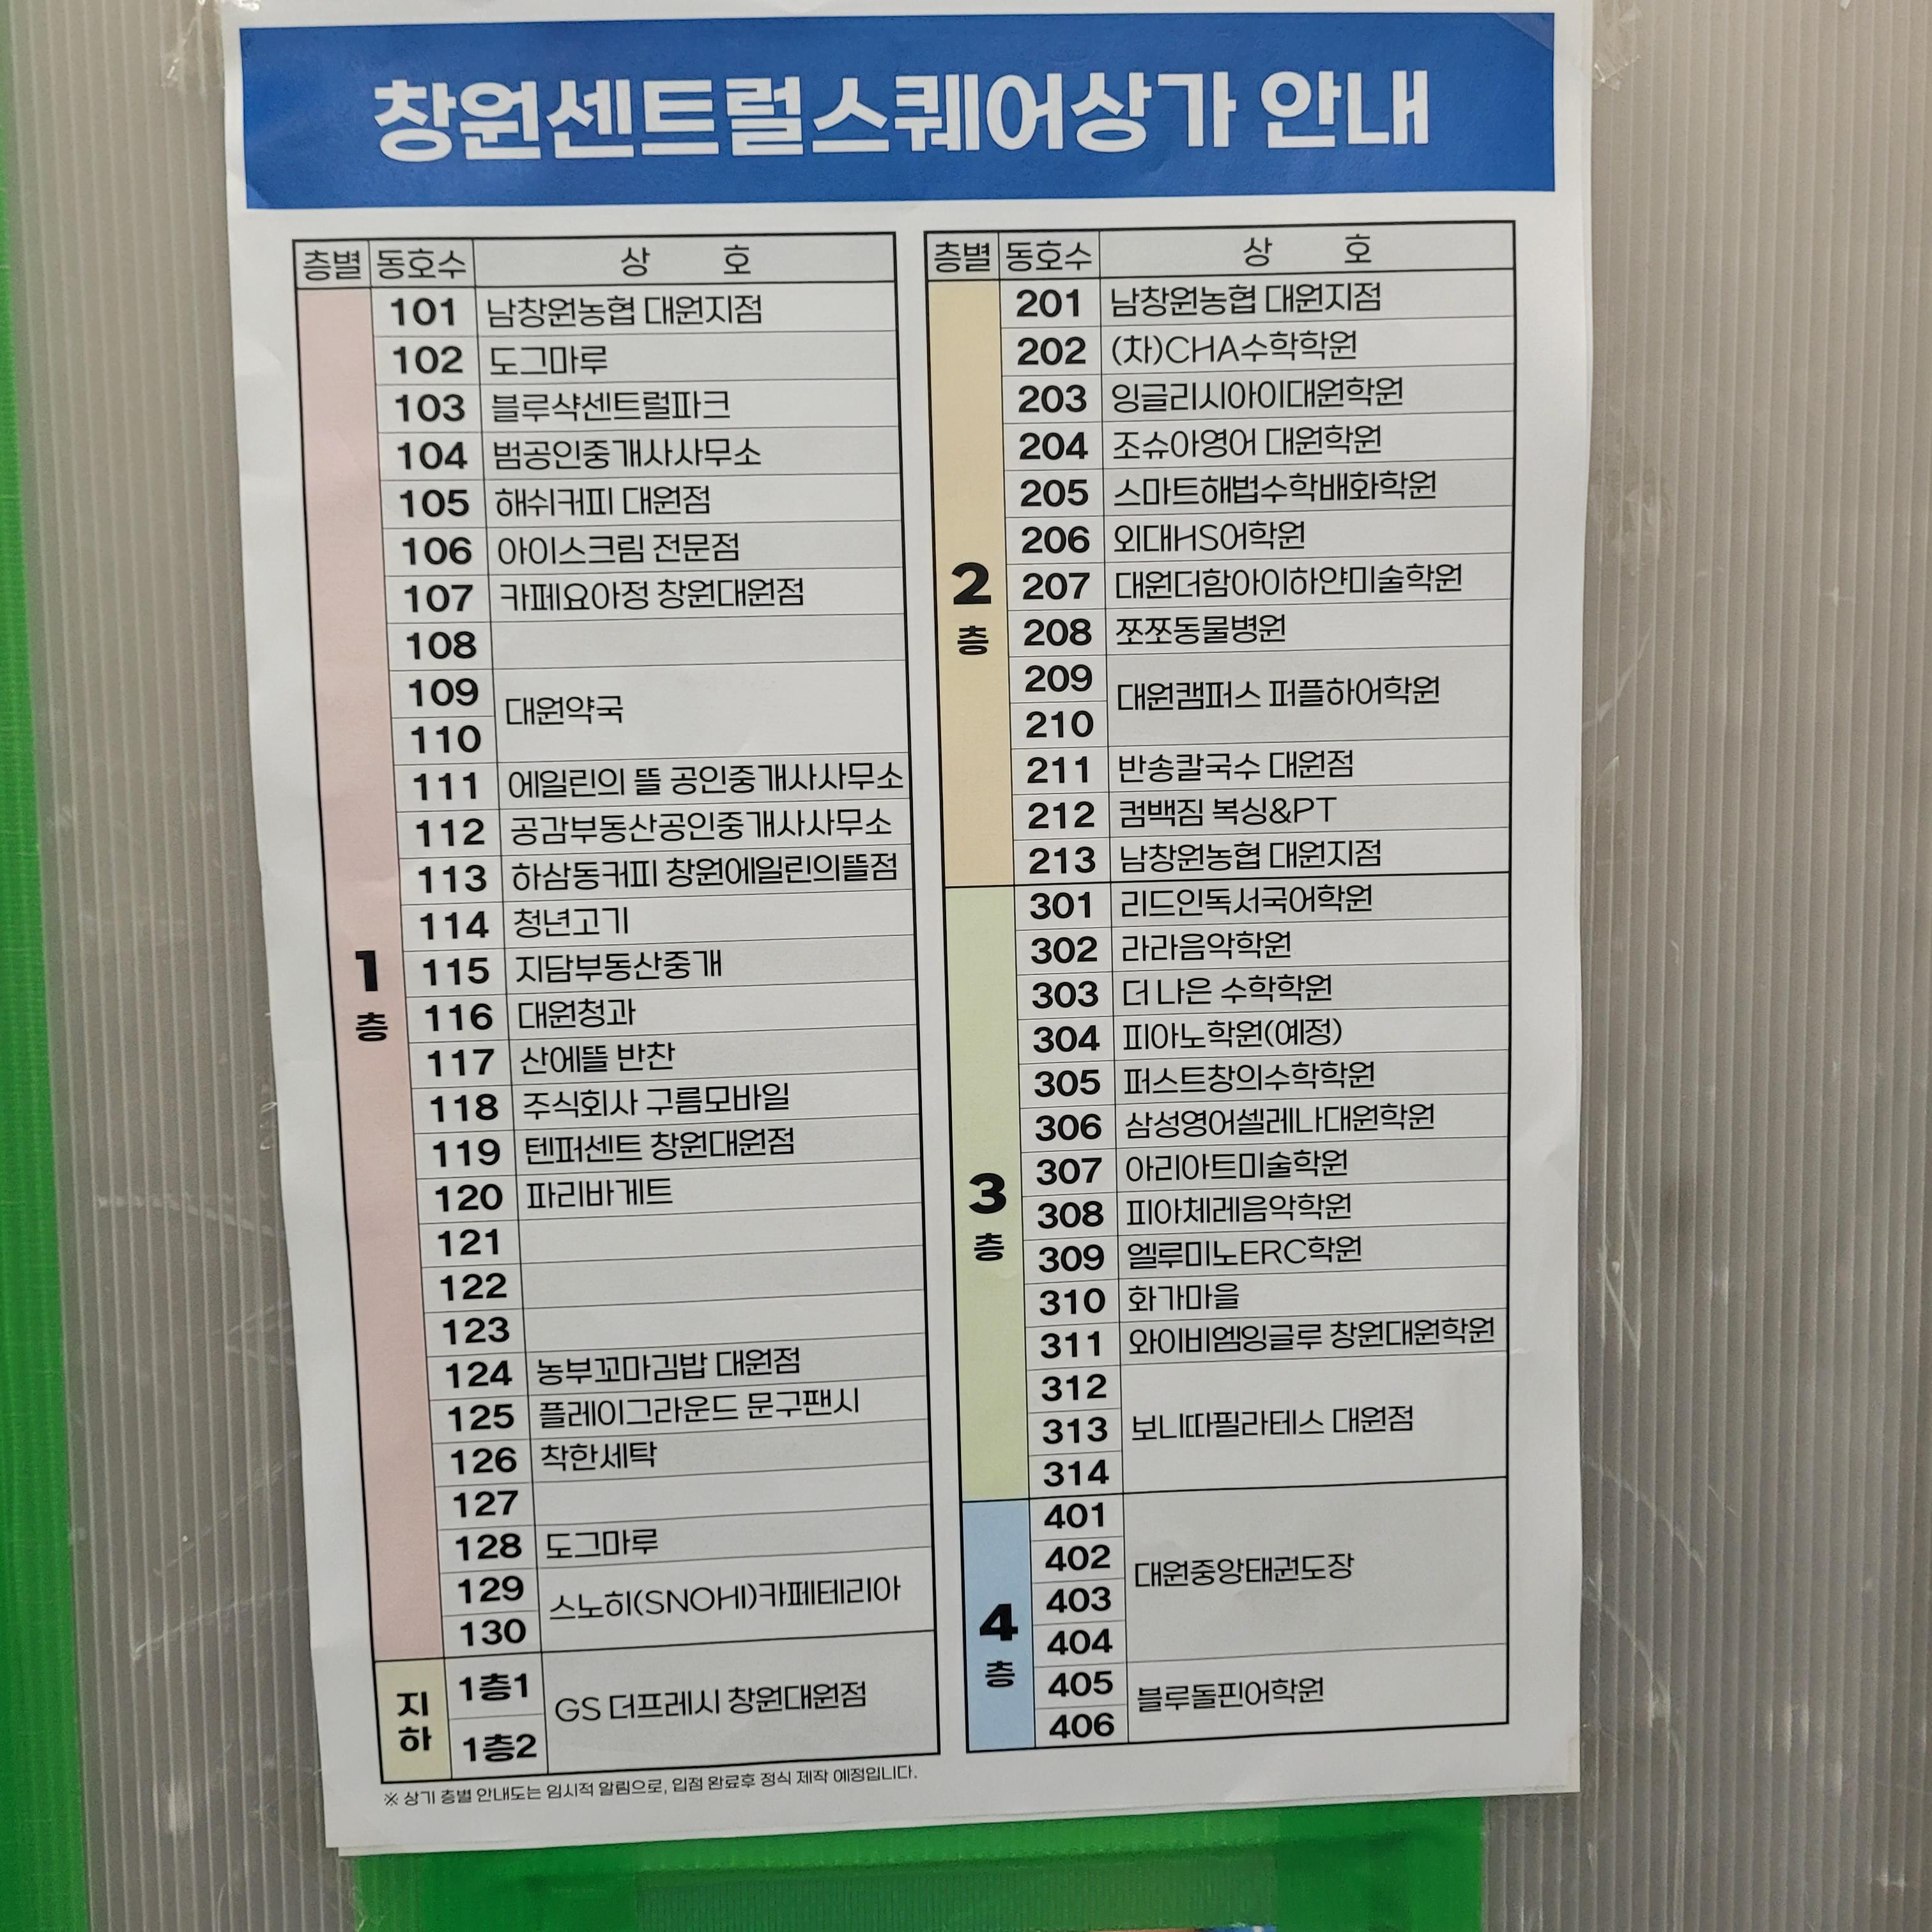 창원센트럴스퀘어상가 안내
층별 동호수 상 호
1층
101 남창원농협 대원지점
102 도그마루
103 블루샥센트럴파크
104 범공인중개사사무소
105 해쉬커피 대원점
106 아이스크림 전문점
107 카페요아정 창원대원점
108
109
110
대원약국
111 에일린의 뜰 공인중개사사무소
112 공감부동산공인중개사사무소
113 하삼동커피 창원에일린의뜰점
114 청년고기
115 지담부동산중개
116 대원청과
117 산에뜰 반찬
118 주식회사 구름모바일
119 텐퍼센트 창원대원점
120 파리바게트
121
122
123
124 농부꼬마김밥 대원점
125 플레이그라운드 문구팬시
126 착한세탁
127
128 도그마루
129
130
스노히(SNOHI)카페테리아
지하
1층1
1층2
GS 더프레시 창원대원점
층별 동호수 상 호
2층
201 남창원농협 대원지점
202 (차)CHA수학학원
203 잉글리시아이대원학원
204 조슈아영어 대원학원
205 스마트해법수학배화학원
206 외대HS어학원
207 대원더함아이하얀미술학원
208 쪼쪼동물병원
209
210
대원캠퍼스 퍼플하어학원
211 반송칼국수 대원점
212 컴백짐 복싱&PT
213 남창원농협 대원지점
3층
301 리드인독서국어학원
302 라라음악학원
303 더 나은 수학학원
304 피아노학원(예정)
305 퍼스트창의수학학원
306 삼성영어셀레나대원학원
307 아리아트미술학원
308 피아체레음악학원
309 엘루미노ERC학원
310 화가마을
311 와이비엠잉글루 창원대원학원
312
313
314
보니따필라테스 대원점
4층
401
402
403
404
대원중앙태권도장
405
406
블루돌핀어학원
※ 상기 층별 안내도는 임시적 알림으로, 입점 완료후 정식 제작 예정입니다.